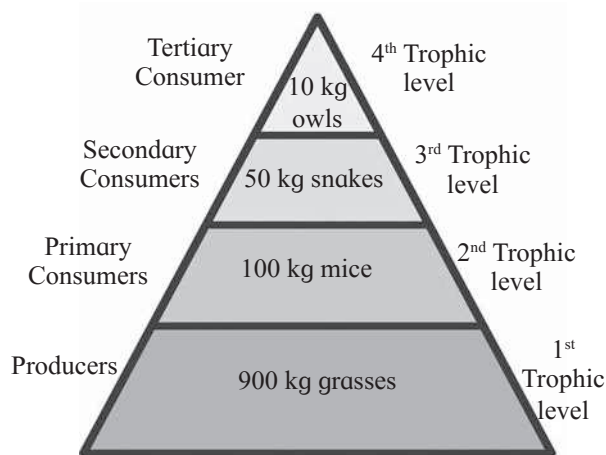 Tertiary
Consumer
10 kg
owls
4th Trophic
level
Secondary
Consumers
50 kg snakes
3rd Trophic
level
Primary
Consumers
100 kg mice
2nd Trophic
level
Producers
900 kg grasses
1st
Trophic
level